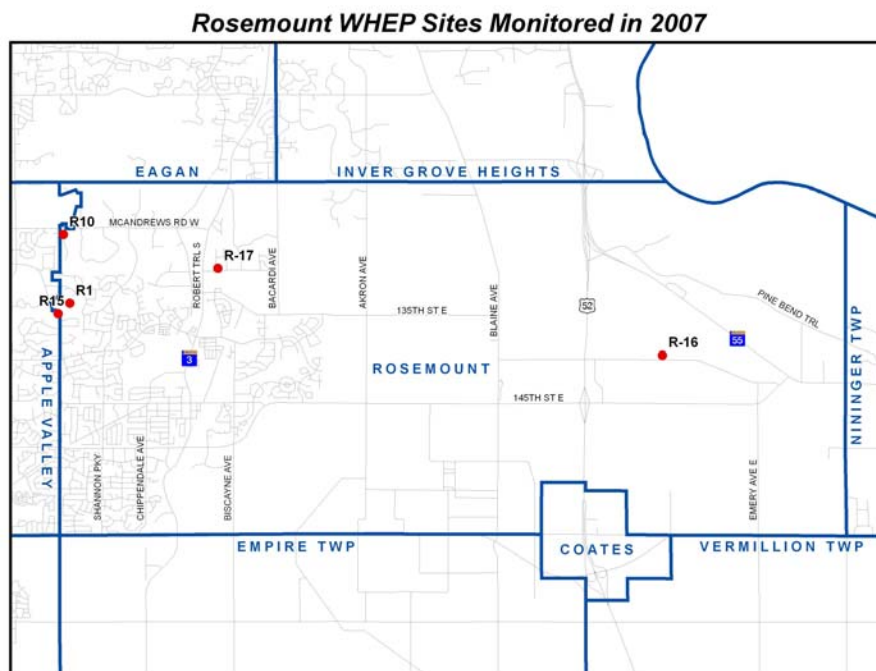 Rosemount WHEP Sites Monitored in 2007
EAGAN
INVER GROVE HEIGHTS
R10
MCANDREWS RD W
R-17
ROBERT TRL S
BACARDI AVE
AKRON AVE
BLAINE AVE
R1
R15
135TH ST E
52
PINE BEND TRL
NININGER TWP
3
55
R-16
APPLE VALLEY
ROSEMOUNT
145TH ST E
SHANNON PKY
CHIPPENDALE AVE
BISCAYNE AVE
EMERY AVE E
EMPIRE TWP
COATES
VERMILLION TWP